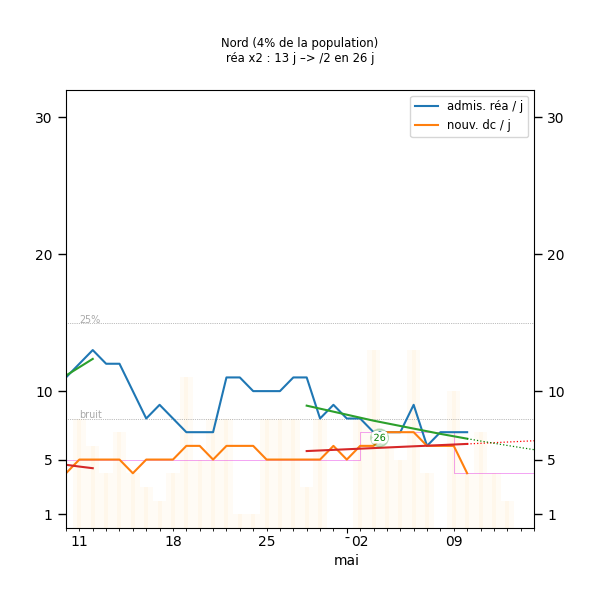 Nord (4% de la population)
réa x2 : 13 j –> /2 en 26 j
admis. réa / j
nouv. dc / j
30
30
20
20
25%
10
10
bruit
26
5
5
1
1
11
18
25
02
09
mai